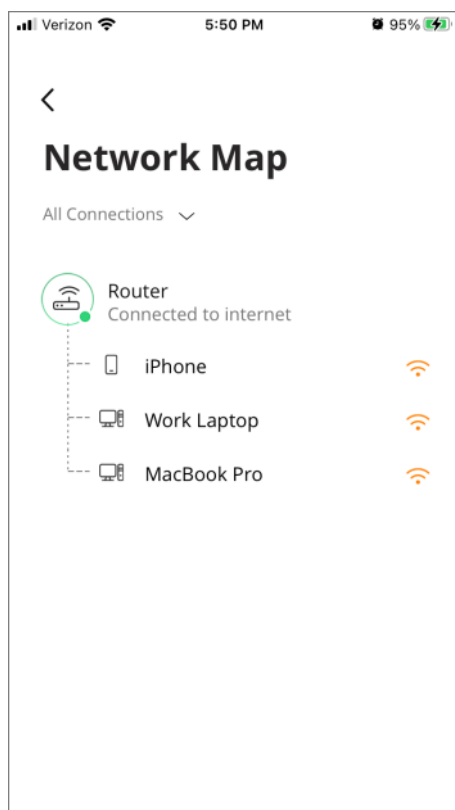 Verizon 5:50 PM 95%
Network Map
All Connections
Router
Connected to internet
iPhone
Work Laptop
MacBook Pro